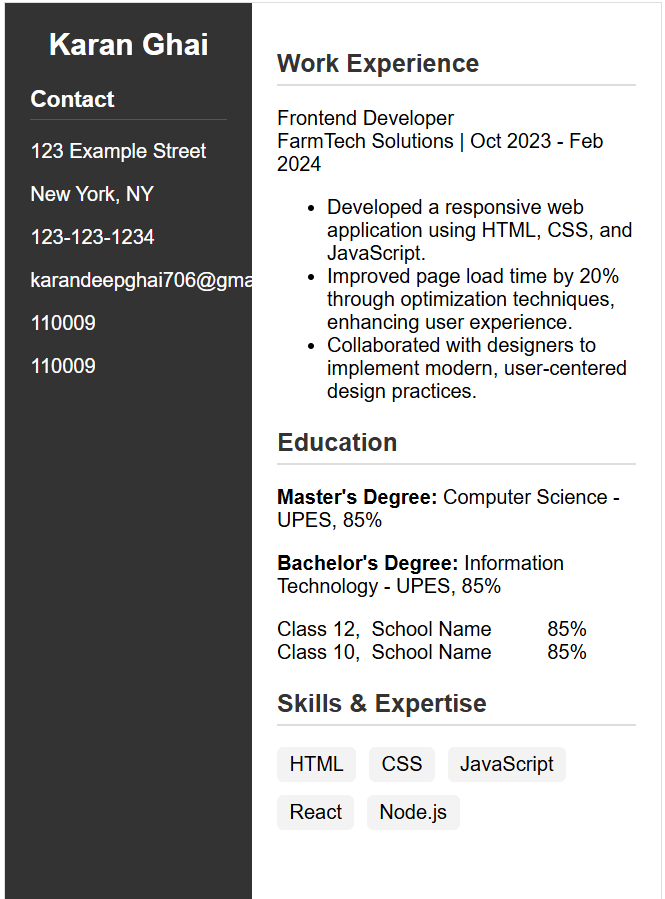 Karan Ghai
Contact
123 Example Street
New York, NY
123-123-1234
karandeepghai706@gma
110009
110009
Work Experience
Frontend Developer
FarmTech Solutions | Oct 2023 - Feb
2024
• Developed a responsive web
application using HTML, CSS, and
JavaScript.
• Improved page load time by 20%
through optimization techniques,
enhancing user experience.
• Collaborated with designers to
implement modern, user-centered
design practices.
Education
Master's Degree: Computer Science -
UPES, 85%
Bachelor's Degree: Information
Technology - UPES, 85%
Class 12, School Name 85%
Class 10, School Name 85%
Skills & Expertise
HTML CSS JavaScript
React Node.js